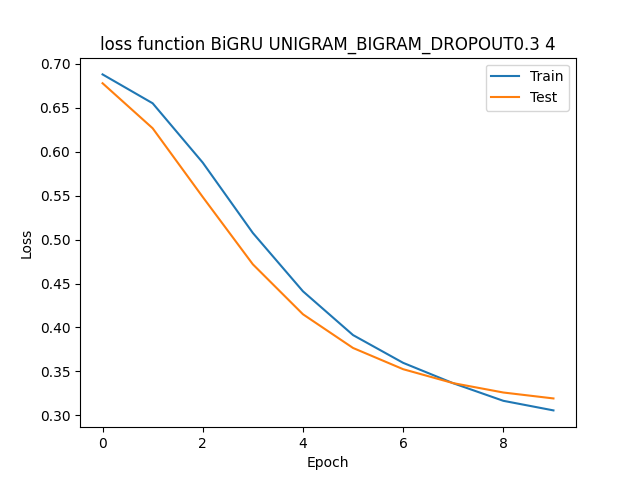 loss function BiGRU UNIGRAM_BIGRAM_DROPOUT0.3 4
Train
Test
0.70
0.65
0.60
0.55
0.50
0.45
0.40
0.35
0.30
Loss
0 2 4 6 8
Epoch